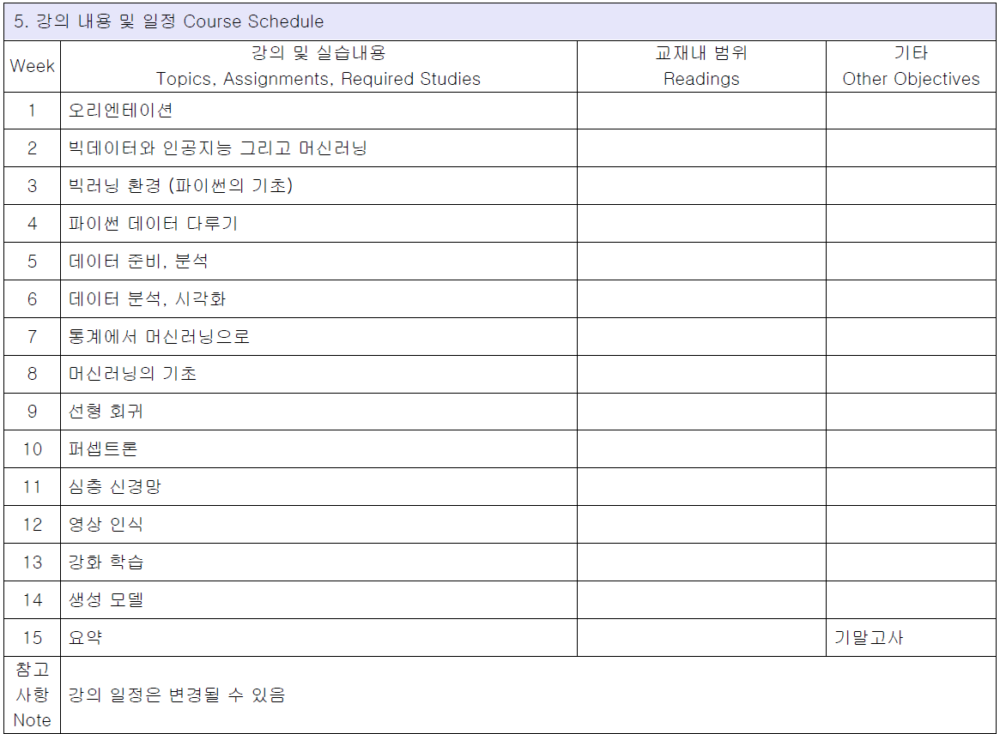 5. 강의 내용 및 일정 Course Schedule
Week 강의 및 실습내용 교재내 범위 기타
Topics, Assignments, Required Studies Readings Other Objectives
1 오리엔테이션
2 빅데이터와 인공지능 그리고 머신러닝
3 빅러닝 환경 (파이썬의 기초)
4 파이썬 데이터 다루기
5 데이터 준비, 분석
6 데이터 분석, 시각화
7 통계에서 머신러닝으로
8 머신러닝의 기초
9 선형 회귀
10 퍼셉트론
11 심층 신경망
12 영상 인식
13 강화 학습
14 생성 모델
15 요약 기말고사
참고
사항 강의 일정은 변경될 수 있음
Note